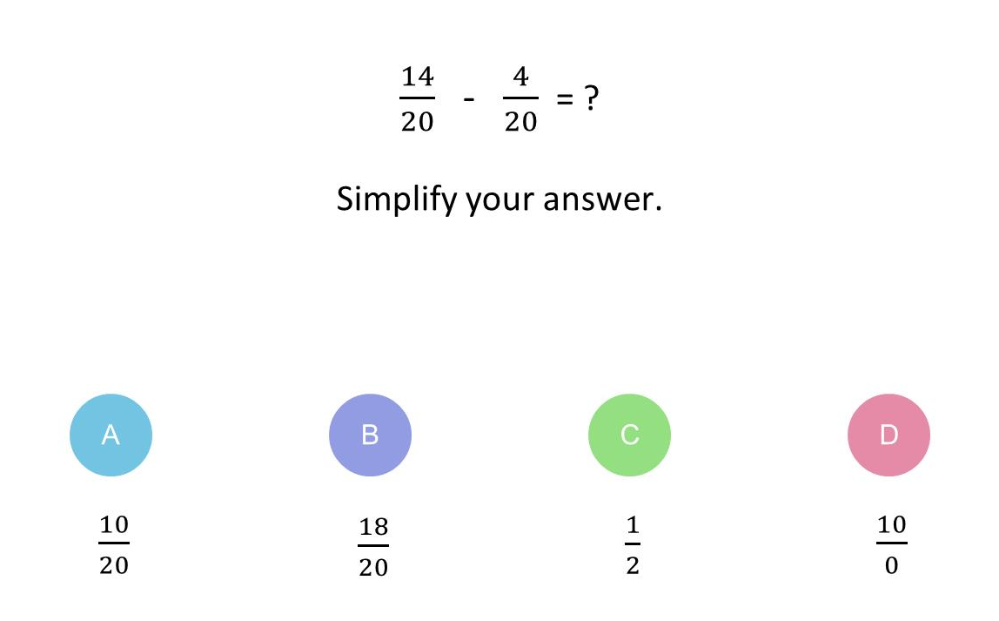 14/20 - 4/20 = ?
Simplify your answer.
A B C D
10/20 18/20 1/2 10/0